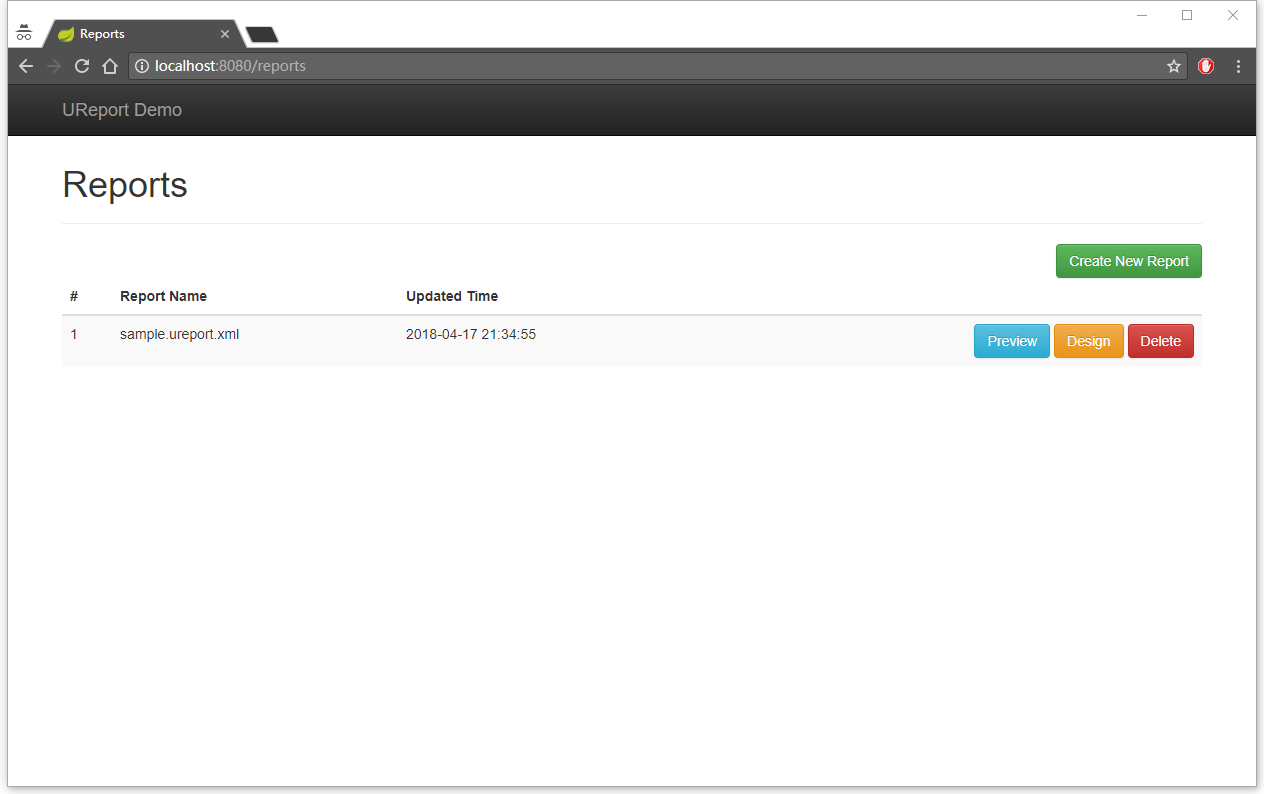 Reports
localhost:8080/reports
UReport Demo
Reports
Create New Report
# Report Name Updated Time
1 sample.ureport.xml 2018-04-17 21:34:55 Preview Design Delete